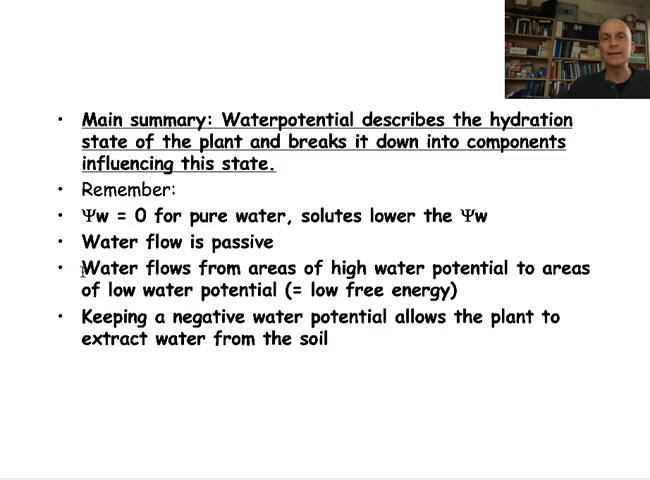 • Main summary: Waterpotential describes the hydration
state of the plant and breaks it down into components
influencing this state.
• Remember:
• Ψw = 0 for pure water, solutes lower the Ψw
• Water flow is passive
• Water flows from areas of high water potential to areas
of low water potential (= low free energy)
• Keeping a negative water potential allows the plant to
extract water from the soil